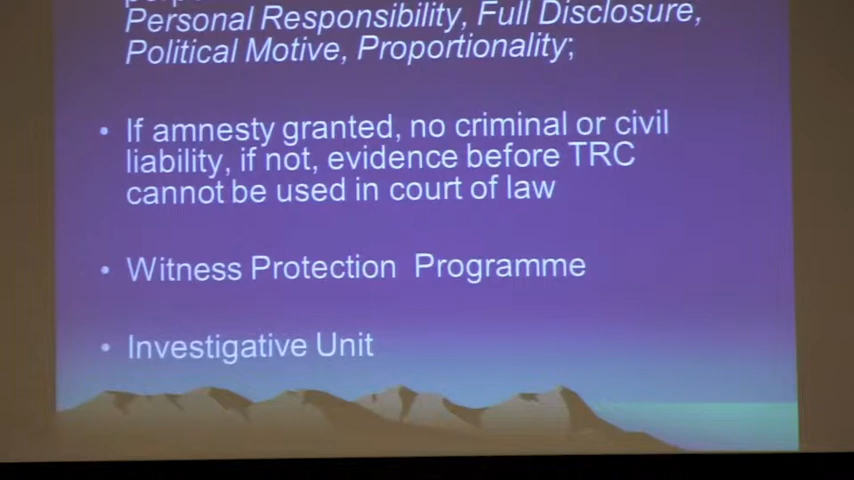 Personal Responsibility, Full Disclosure,
Political Motive, Proportionality;
• If amnesty granted, no criminal or civil
liability, if not, evidence before TRC
cannot be used in court of law
• Witness Protection Programme
• Investigative Unit